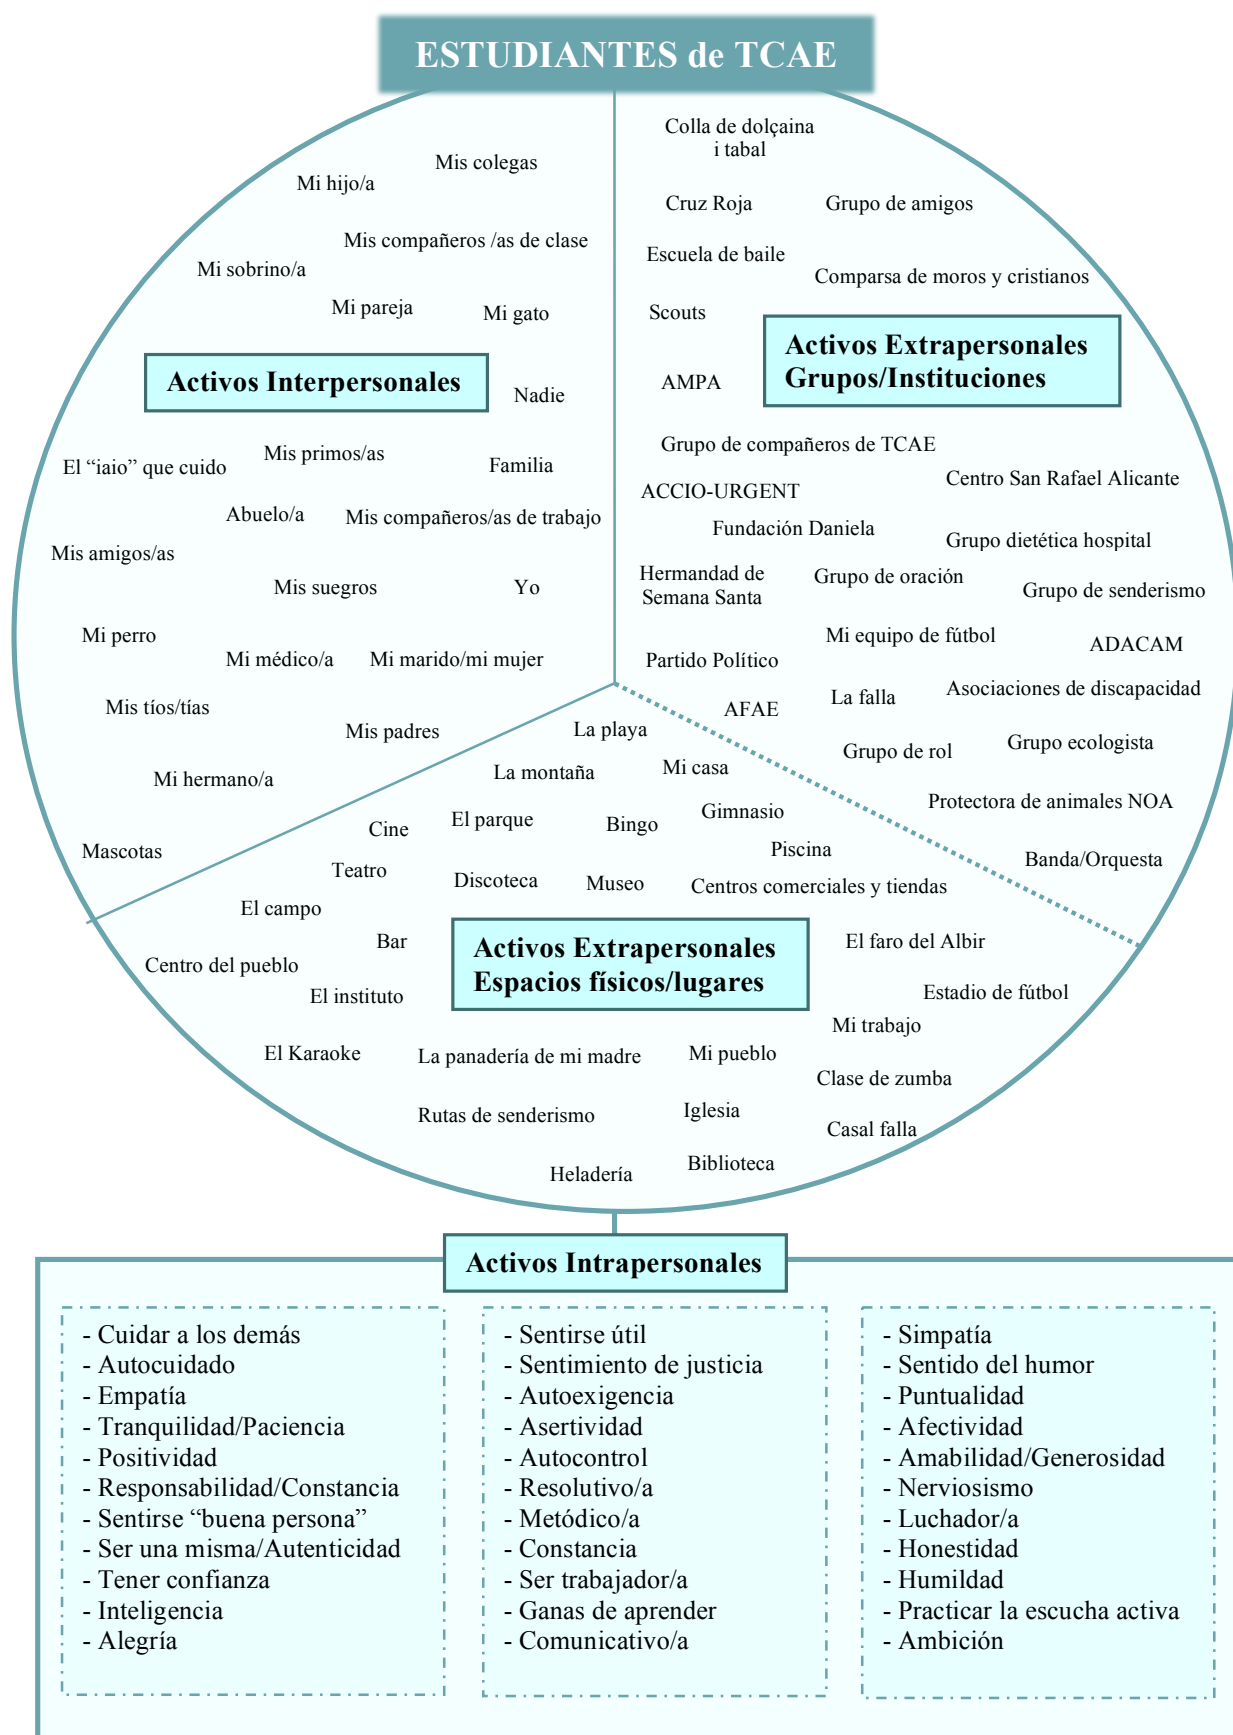 ESTUDIANTES de TCAE
Mis colegas
Mi hijo/a
Mis compañeros /as de clase
Mi sobrino/a
Mi pareja
Mi gato
Activos Interpersonales
Nadie
Mis primos/as
El “iaio” que cuido
Familia
Abuelo/a
Mis compañeros/as de trabajo
Mis amigos/as
Mis suegros
Yo
Mi perro
Mi médico/a
Mi marido/mi mujer
Mis tíos/tías
Mis padres
Mi hermano/a
Mascotas
Colla de dolçaina
i tabal
Cruz Roja
Grupo de amigos
Escuela de baile
Comparsa de moros y cristianos
Scouts
Activos Extrapersonales
Grupos/Instituciones
AMPA
Grupo de compañeros de TCAE
Centro San Rafael Alicante
ACCIO-URGENT
Fundación Daniela
Grupo dietética hospital
Hermandad de
Semana Santa
Grupo de oración
Grupo de senderismo
Mi equipo de fútbol
ADACAM
Partido Político
La falla
Asociaciones de discapacidad
AFAE
Grupo de rol
Grupo ecologista
Protectora de animales NOA
Banda/Orquesta
La playa
La montaña
Mi casa
Gimnasio
El parque
Cine
Bingo
Piscina
Teatro
Discoteca
Museo
Centros comerciales y tiendas
El campo
Bar
Activos Extrapersonales
Espacios físicos/lugares
El faro del Albir
Centro del pueblo
El instituto
Estadio de fútbol
Mi trabajo
El Karaoke
La panadería de mi madre
Mi pueblo
Clase de zumba
Rutas de senderismo
Iglesia
Casal falla
Biblioteca
Heladería
Activos Intrapersonales
- Cuidar a los demás
- Autocuidado
- Empatía
- Tranquilidad/Paciencia
- Positividad
- Responsabilidad/Constancia
- Sentirse “buena persona”
- Ser una misma/Autenticidad
- Tener confianza
- Inteligencia
- Alegría
- Sentirse útil
- Sentimiento de justicia
- Autoexigencia
- Asertividad
- Autocontrol
- Resolutivo/a
- Metódico/a
- Constancia
- Ser trabajador/a
- Ganas de aprender
- Comunicativo/a
- Simpatía
- Sentido del humor
- Puntualidad
- Afectividad
- Amabilidad/Generosidad
- Nerviosismo
- Luchador/a
- Honestidad
- Humildad
- Practicar la escucha activa
- Ambición